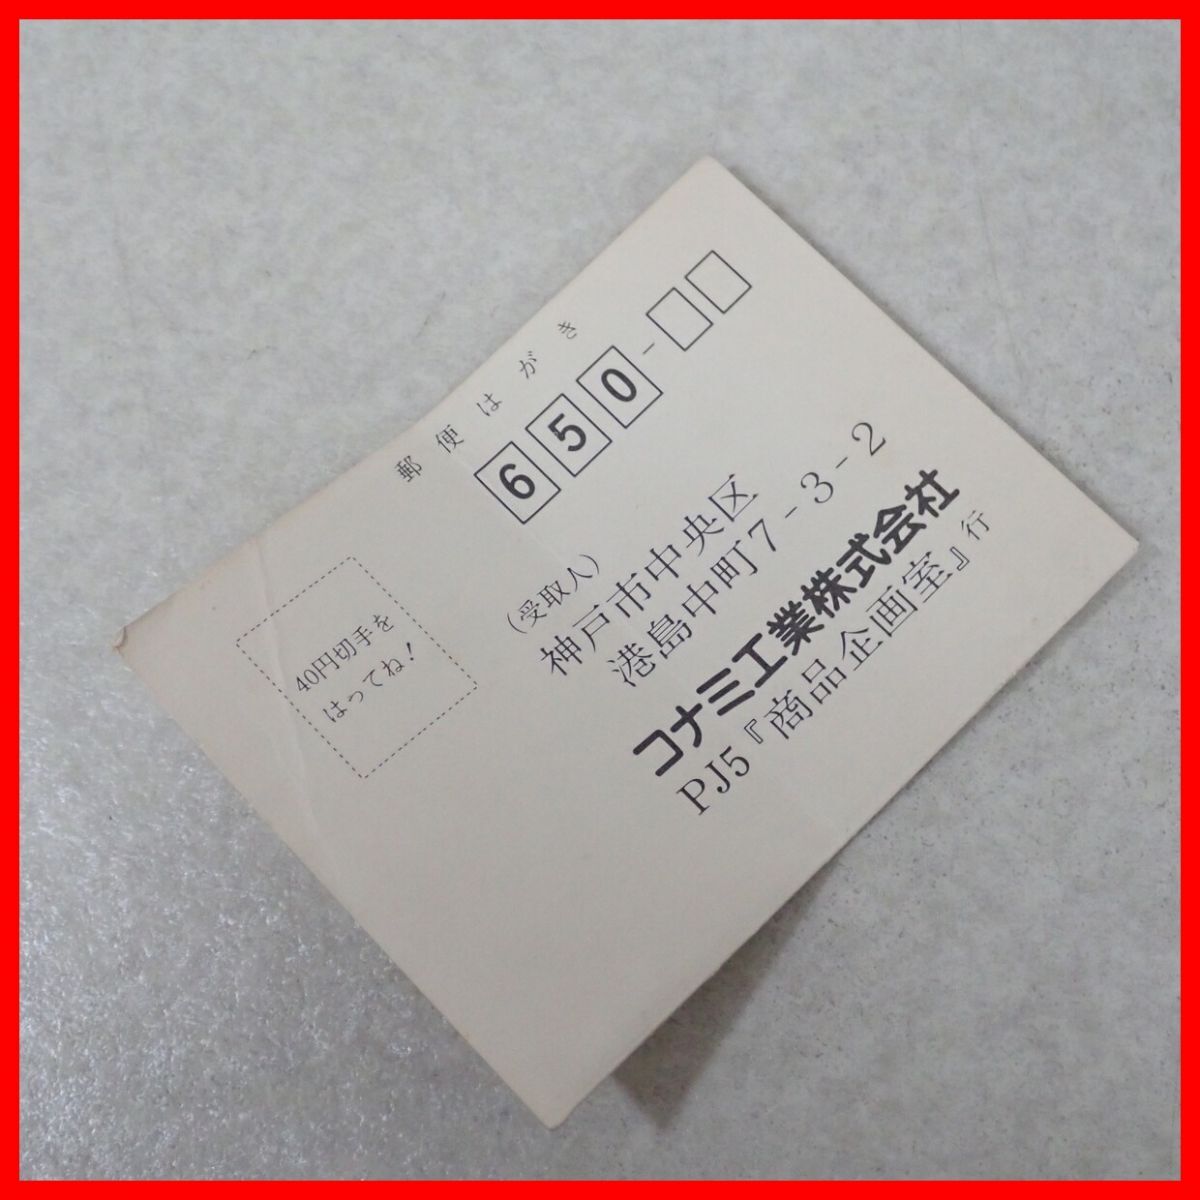 郵便はがき
650-
40円切手を
はってね!
(受取人)
神戸市中央区
港島中町7-3-2
コナミ工業株式会社
PJ5『商品企画室』行